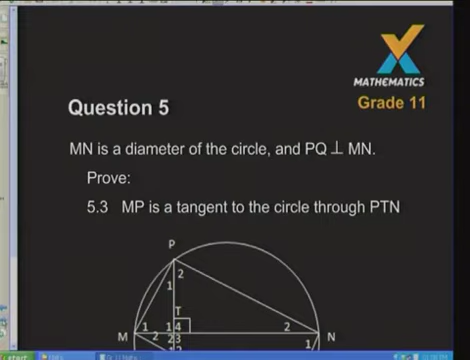 MATHEMATICS
Question 5
Grade 11
MN is a diameter of the circle, and PQ ⊥ MN.
Prove:
5.3 MP is a tangent to the circle through PTN
P
2
1
T
M 1 2 1 4 2 N
2 3 1
start